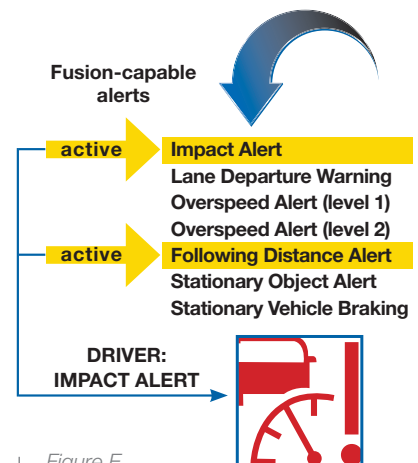 Fusion-capable
alerts
active
Impact Alert
Lane Departure Warning
Overspeed Alert (level 1)
Overspeed Alert (level 2)
active
Following Distance Alert
Stationary Object Alert
Stationary Vehicle Braking
DRIVER:
IMPACT ALERT
Figure F